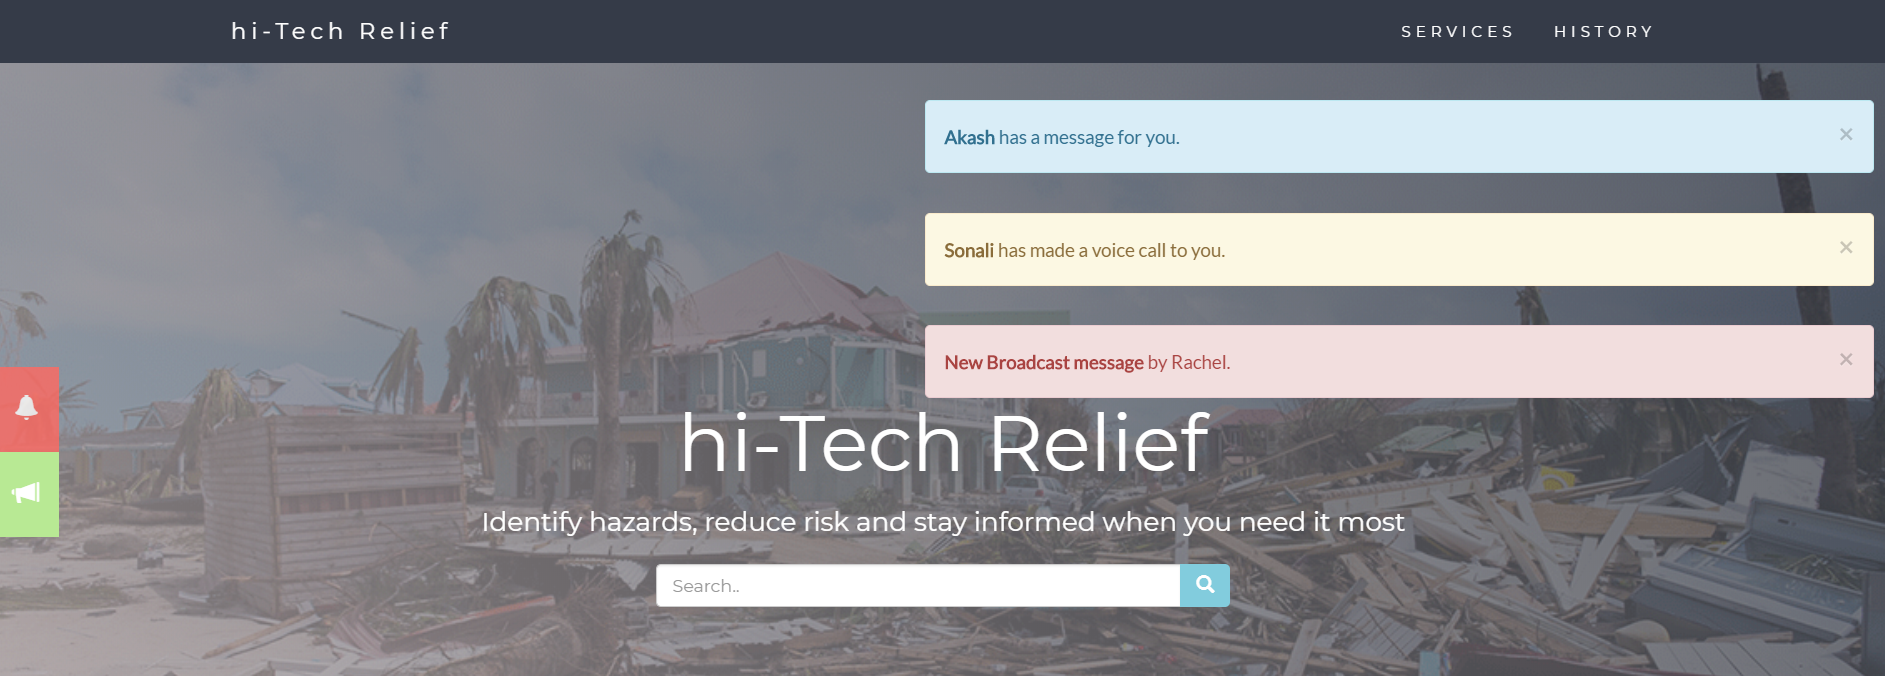 hi-Tech Relief
SERVICES HISTORY
Akash has a message for you.
×
Sonali has made a voice call to you.
×
New Broadcast message by Rachel.
×
hi-Tech Relief
Identify hazards, reduce risk and stay informed when you need it most
Search..